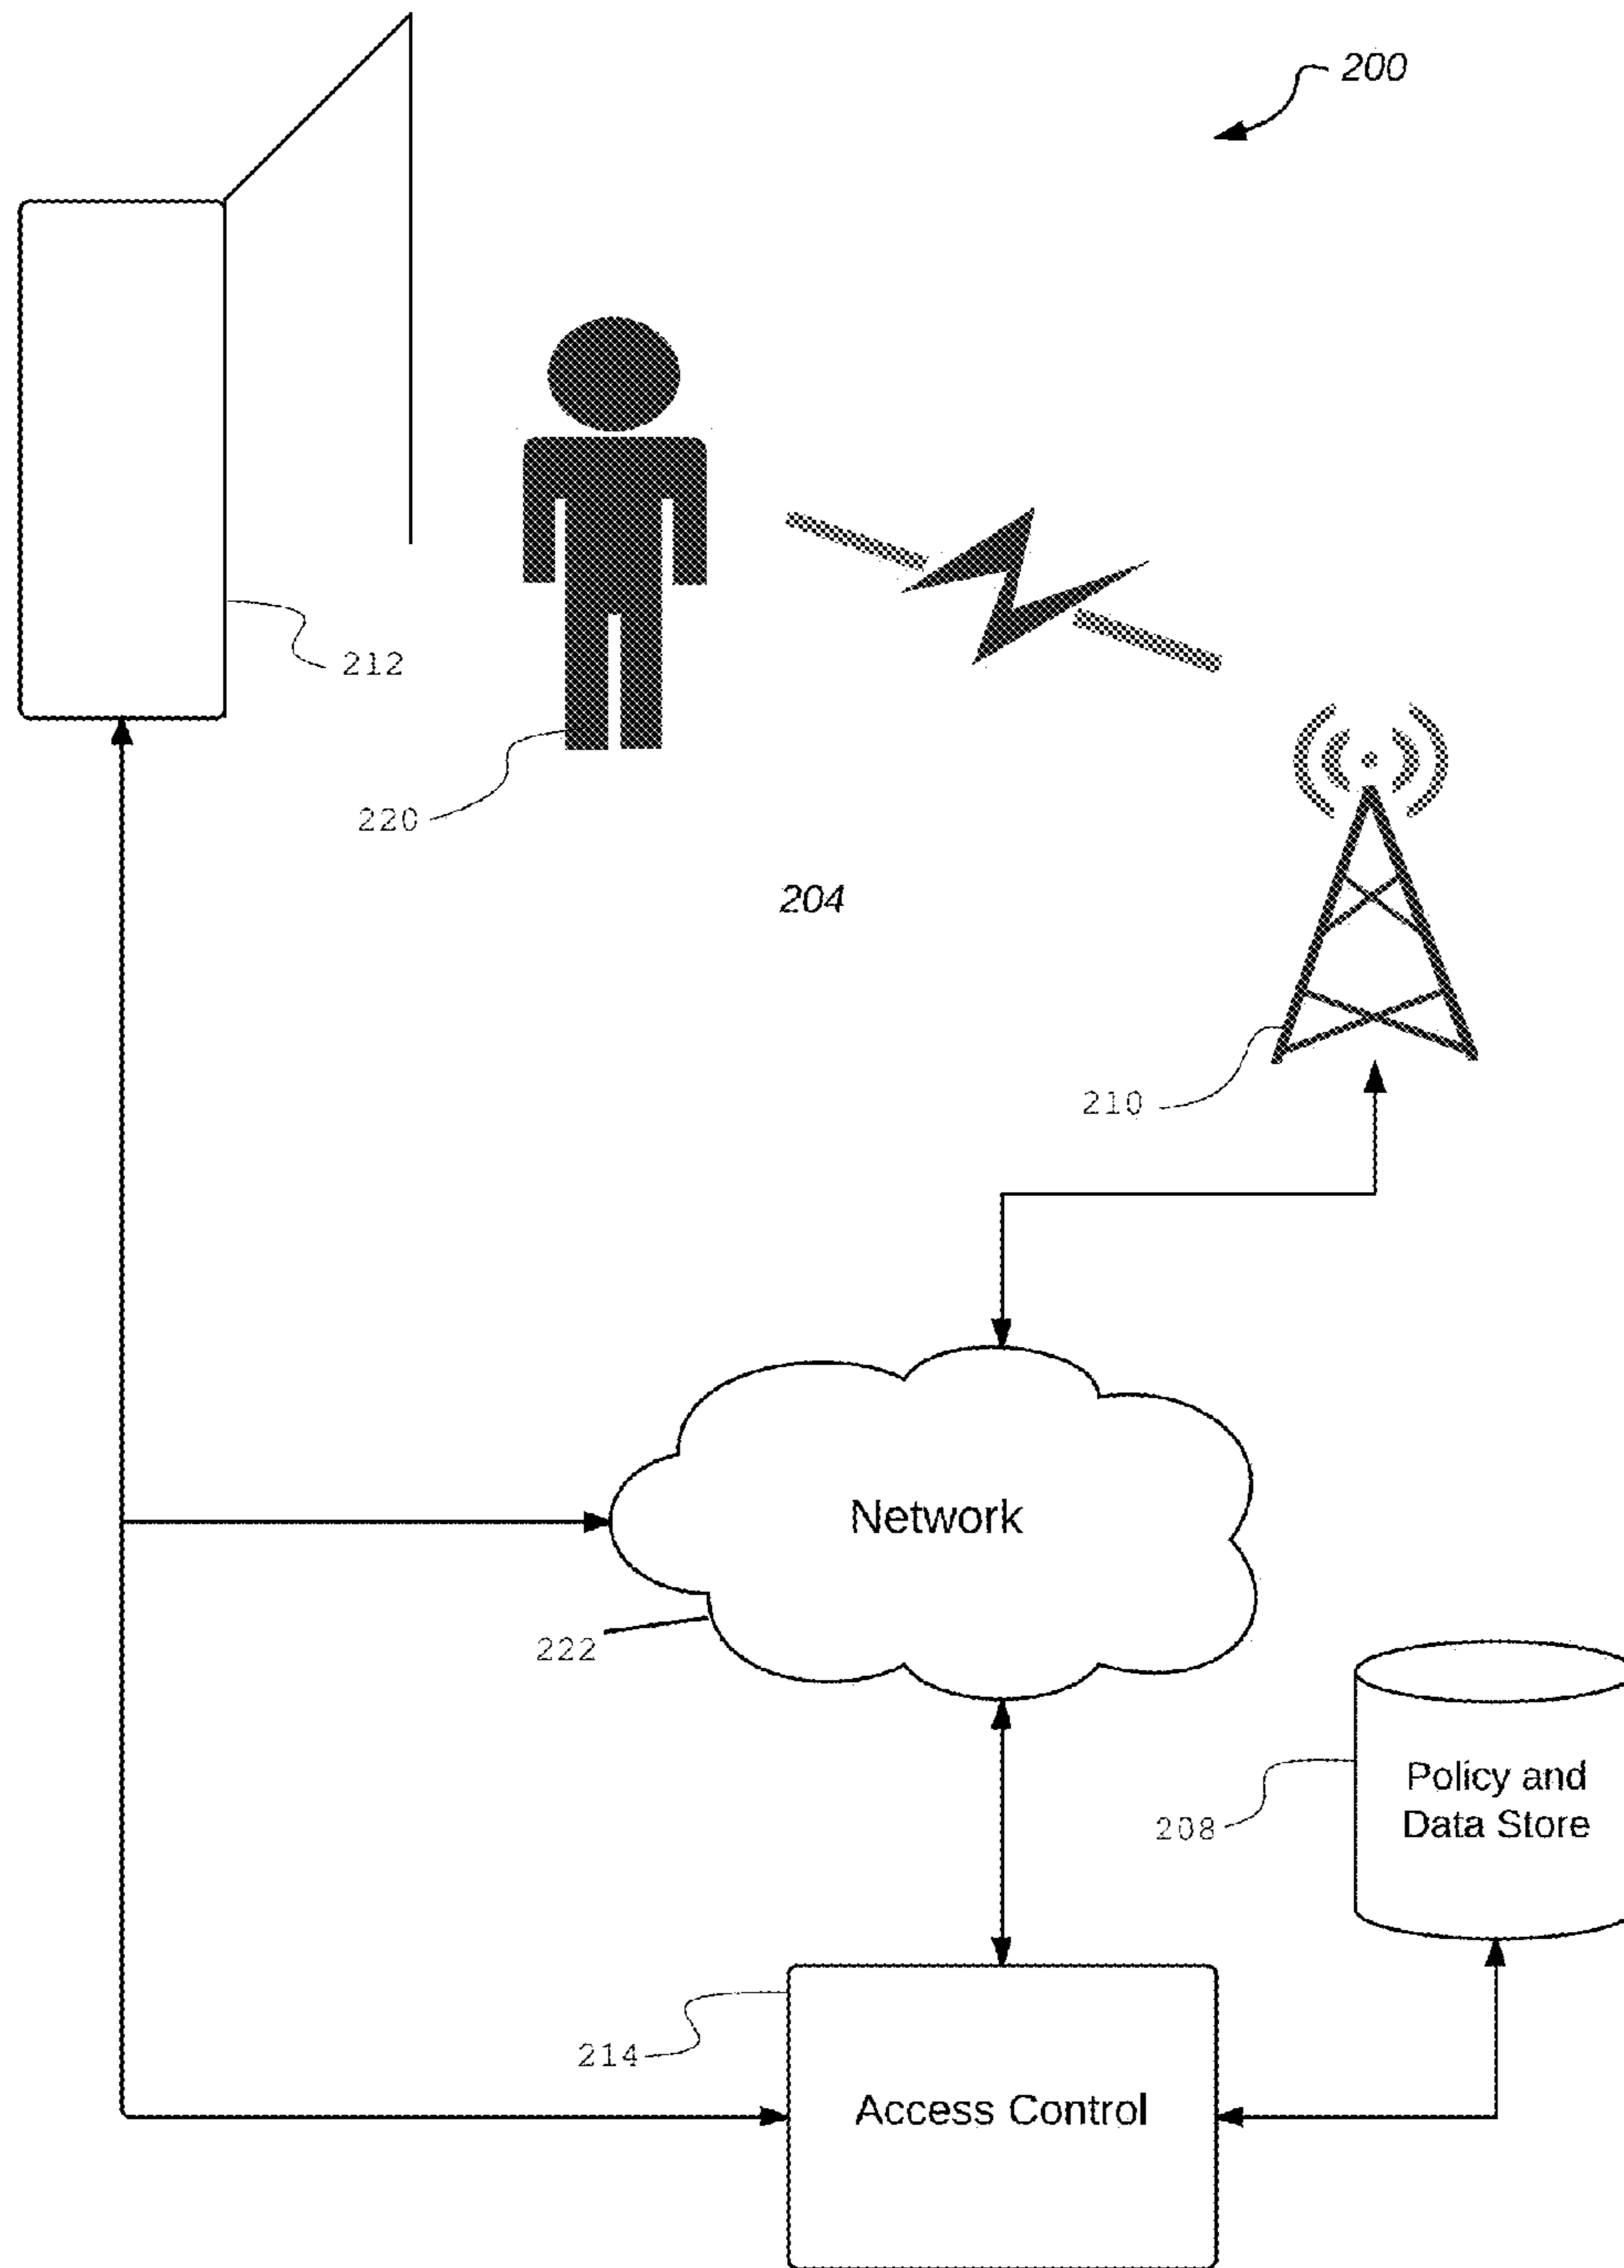 200
212
220
204
210
Network
222
Policy and
Data Store
208
214
Access Control